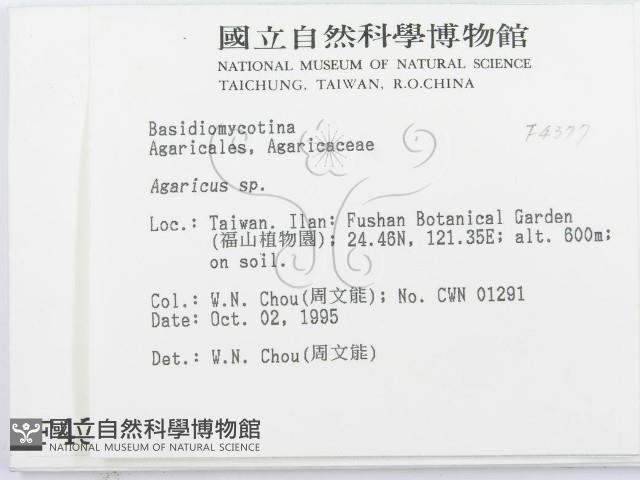 國立自然科學博物館
NATIONAL MUSEUM OF NATURAL SCIENCE
TAICHUNG, TAIWAN, R.O.CHINA
Basidiomycotina
F4377
Agaricales, Agaricaceae
Agaricus sp.
Loc.: Taiwan. Ilan: Fushan Botanical Garden
(福山植物園); 24.46N, 121.35E; alt. 600m;
on soil.
Col.: W.N. Chou(周文能); No. CWN 01291
Date: Oct. 02, 1995
Det.: W.N. Chou(周文能)
國立自然科學博物館
NATIONAL MUSEUM OF NATURAL SCIENCE